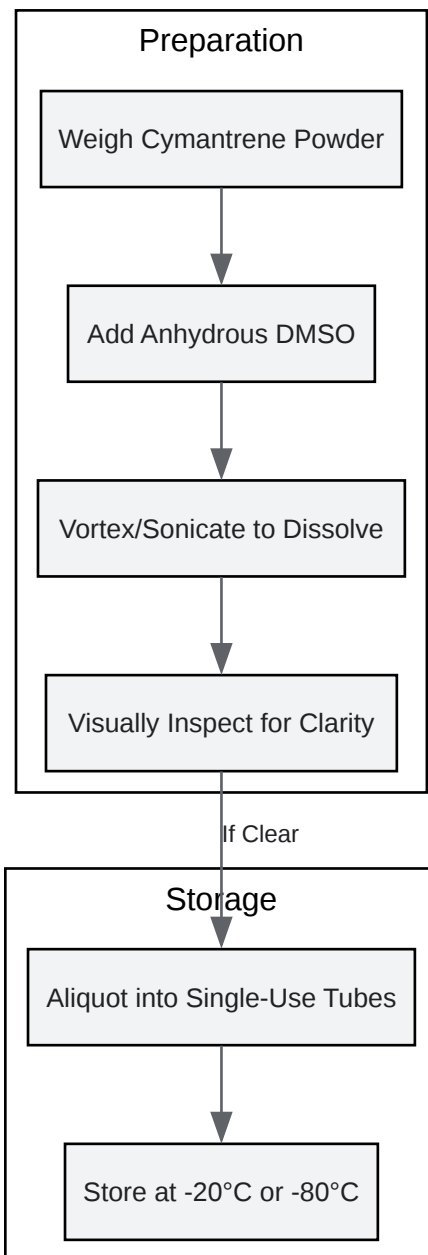 Preparation
Weigh Cymantrene Powder
Add Anhydrous DMSO
Vortex/Sonicate to Dissolve
Visually Inspect for Clarity
If Clear
Storage
Aliquot into Single-Use Tubes
Store at -20°C or -80°C